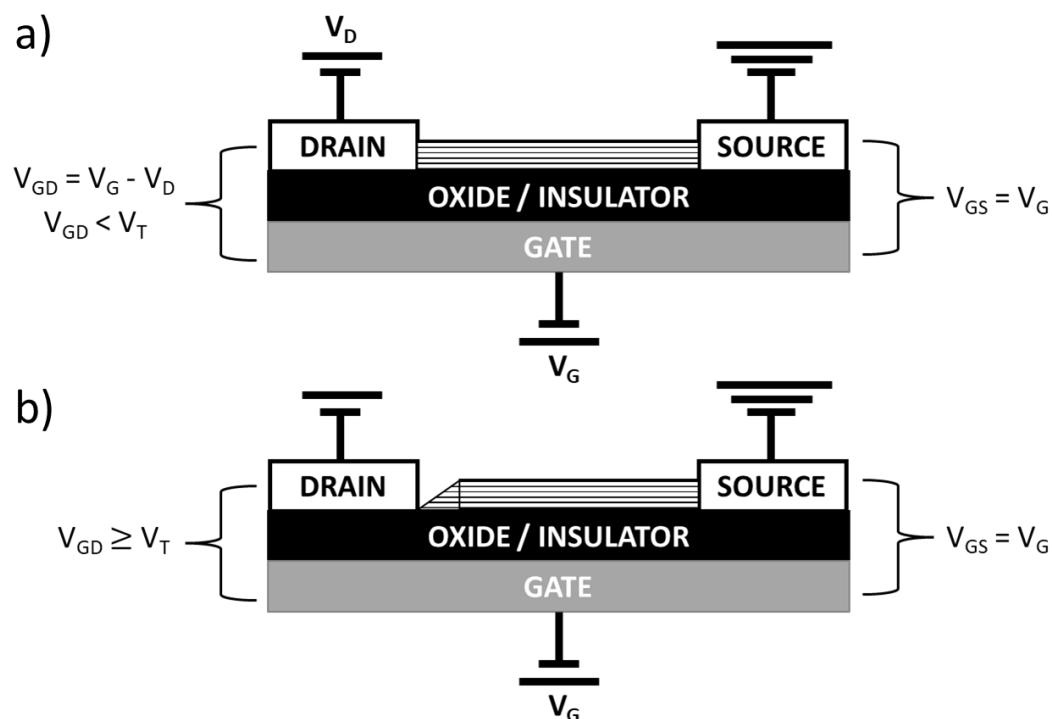 a)
V_D
DRAIN
SOURCE
V_GD = V_G - V_D
V_GD < V_T
OXIDE / INSULATOR
V_GS = V_G
GATE
V_G
b)
DRAIN
SOURCE
V_GD ≥ V_T
OXIDE / INSULATOR
V_GS = V_G
GATE
V_G